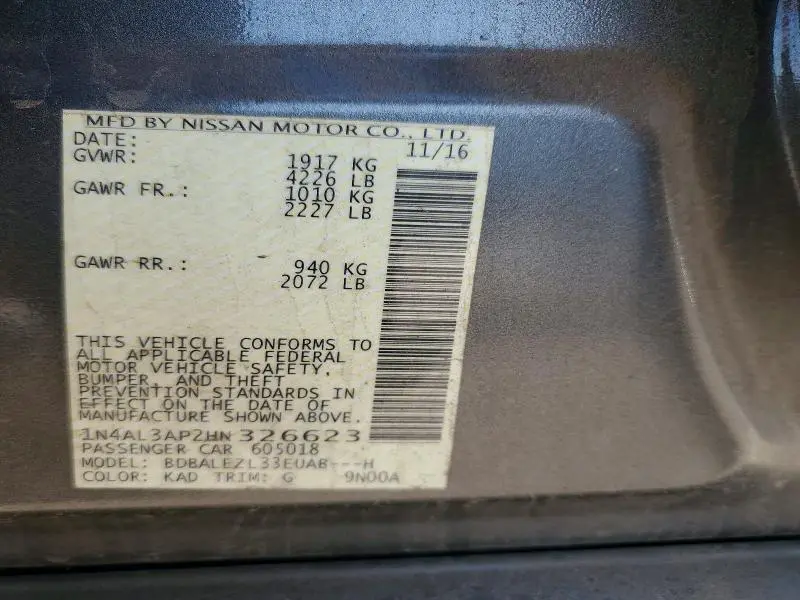 MFD BY NISSAN MOTOR CO., LTD.
DATE: 11/16
GVWR: 1917 KG
4226 LB
GAWR FR.: 1010 KG
2227 LB
GAWR RR.: 940 KG
2072 LB
THIS VEHICLE CONFORMS TO
ALL APPLICABLE FEDERAL
MOTOR VEHICLE SAFETY,
BUMPER, AND THEFT
PREVENTION STANDARDS IN
EFFECT ON THE DATE OF
MANUFACTURE SHOWN ABOVE.
1N4AL3AP2HN326623
PASSENGER CAR 605018
MODEL: BDBALEZL33EUAB---H
COLOR: KAD TRIM: G 9N00A